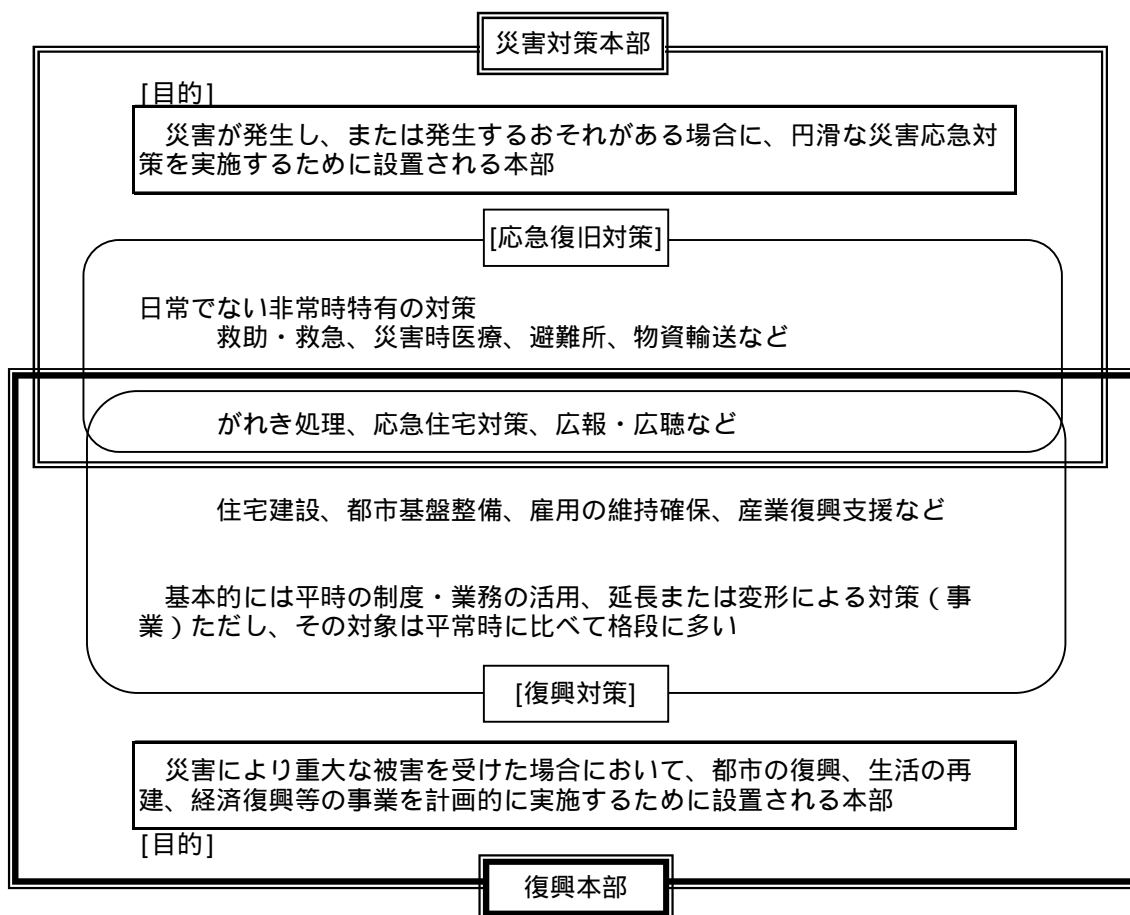 災害対策本部
[目的]
災害が発生し、または発生するおそれがある場合に、円滑な災害応急対
策を実施するために設置される本部
[応急復旧対策]
日常でない非常時特有の対策
救助・救急、災害時医療、避難所、物資輸送など
がれき処理、応急住宅対策、広報・広聴など
住宅建設、都市基盤整備、雇用の維持確保、産業復興支援など
基本的には平時の制度・業務の活用、延長または変形による対策（事
業）ただし、その対象は平常時に比べて格段に多い
[復興対策]
災害により重大な被害を受けた場合において、都市の復興、生活の再
建、経済復興等の事業を計画的に実施するために設置される本部
[目的]
復興本部